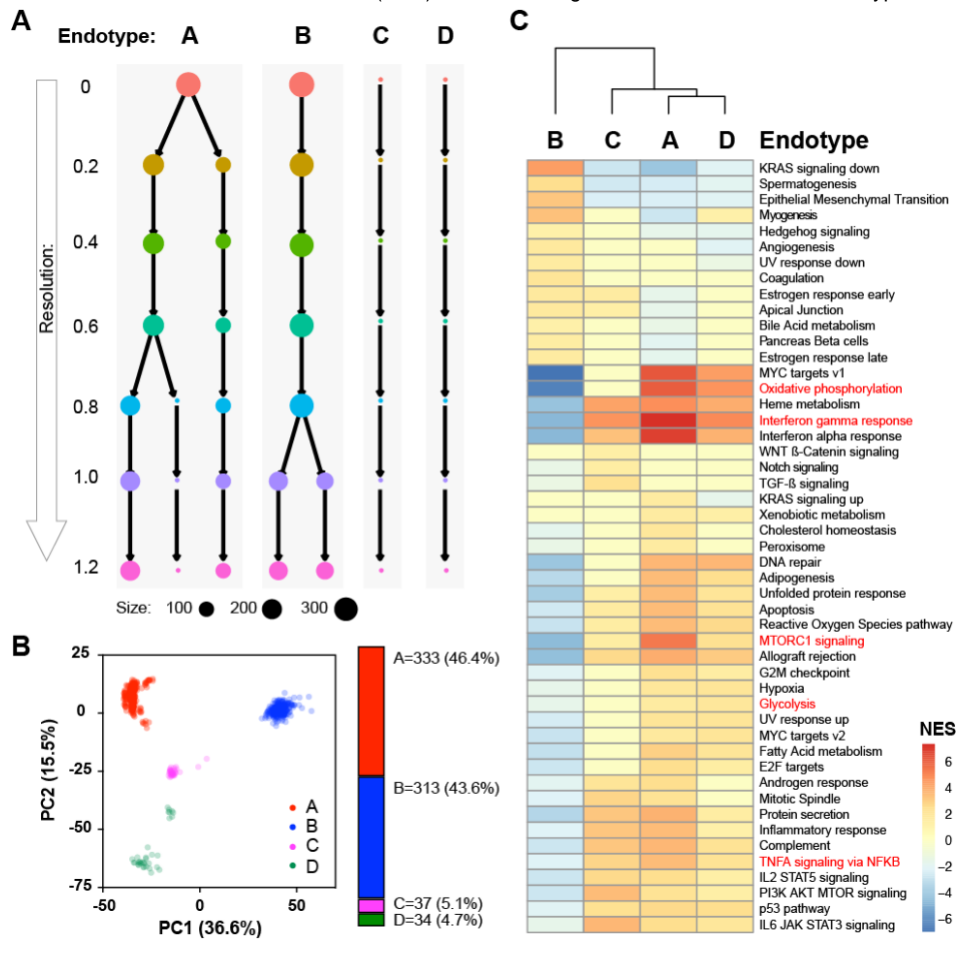 A
Endotype: A B C D
Resolution:
0
0.2
0.4
0.6
0.8
1.0
1.2
Size: 100 200 300
B
25
0
-25
-50
-75
PC2 (15.5%)
-50 0 50
PC1 (36.6%)
A
B
C
D
A=333 (46.4%)
B=313 (43.6%)
C=37 (5.1%)
D=34 (4.7%)
C
B C A D Endotype
KRAS signaling down
Spermatogenesis
Epithelial Mesenchymal Transition
Myogenesis
Hedgehog signaling
Angiogenesis
UV response down
Coagulation
Estrogen response early
Apical Junction
Bile Acid metabolism
Pancreas Beta cells
Estrogen response late
MYC targets v1
Oxidative phosphorylation
Heme metabolism
Interferon gamma response
Interferon alpha response
WNT ß-Catenin signaling
Notch signaling
TGF-ß signaling
KRAS signaling up
Xenobiotic metabolism
Cholesterol homeostasis
Peroxisome
DNA repair
Adipogenesis
Unfolded protein response
Apoptosis
Reactive Oxygen Species pathway
MTORC1 signaling
Allograft rejection
G2M checkpoint
Hypoxia
Glycolysis
UV response up
MYC targets v2
Fatty Acid metabolism
E2F targets
Androgen response
Mitotic Spindle
Protein secretion
Inflammatory response
Complement
TNFA signaling via NFKB
IL2 STAT5 signaling
PI3K AKT MTOR signaling
p53 pathway
IL6 JAK STAT3 signaling
NES
6
4
2
0
−2
−4
−6